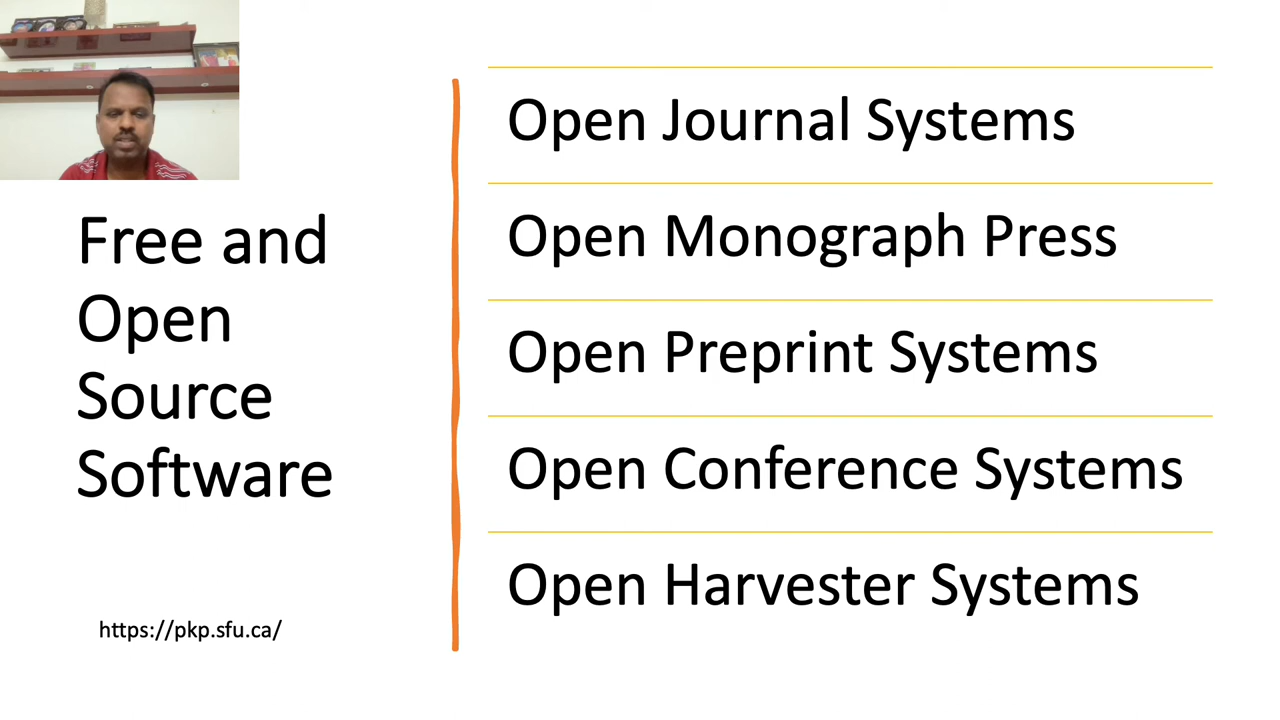 Free and
Open
Source
Software
https://pkp.sfu.ca/
Open Journal Systems
Open Monograph Press
Open Preprint Systems
Open Conference Systems
Open Harvester Systems